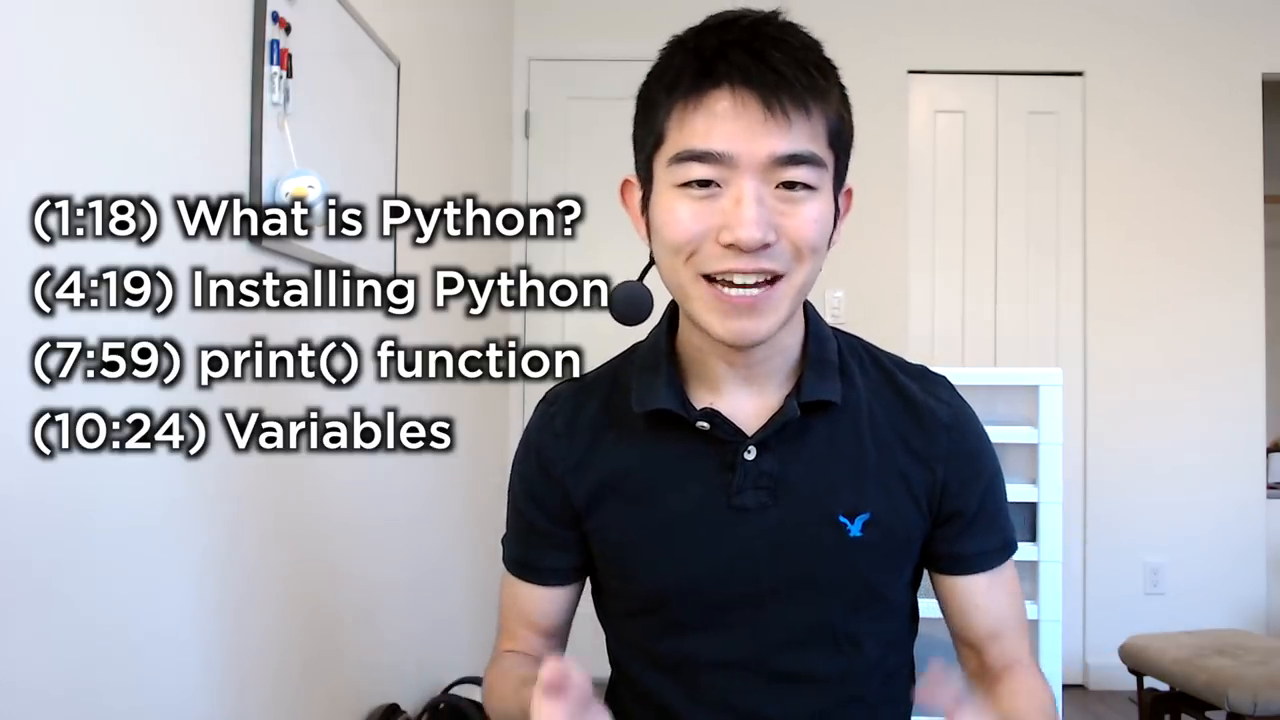 (1:18) What is Python?
(4:19) Installing Python
(7:59) print() function
(10:24) Variables